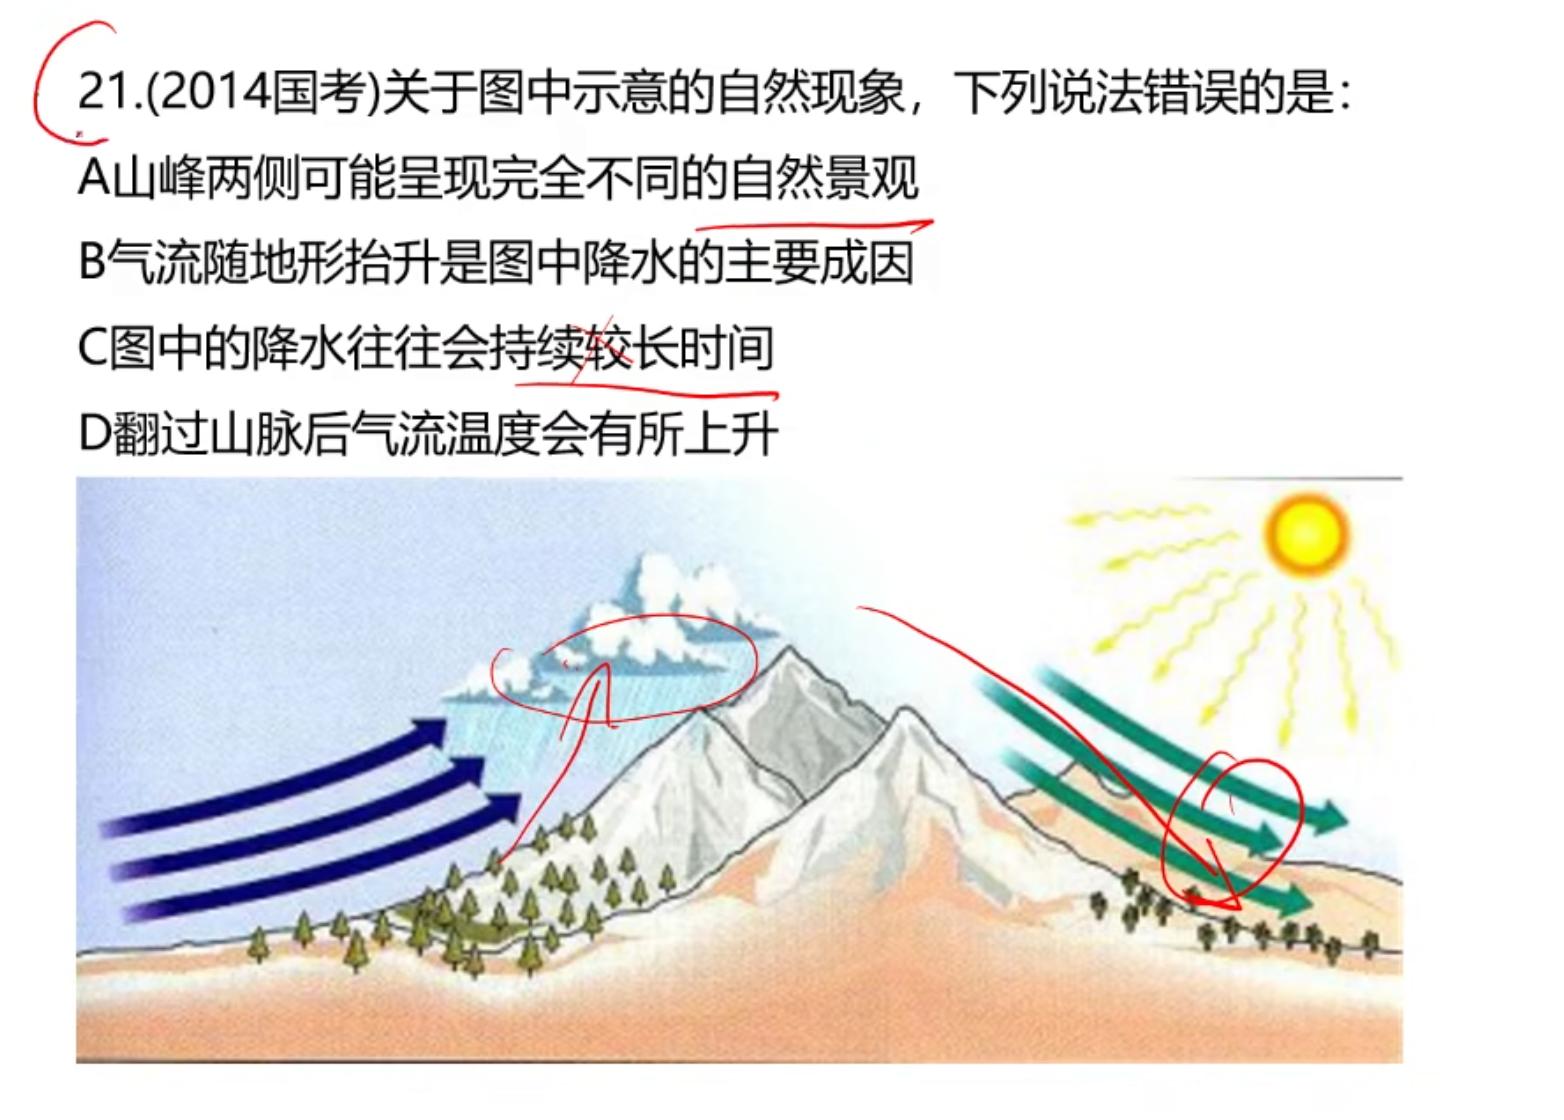 21.(2014国考)关于图中示意的自然现象，下列说法错误的是：
A山峰两侧可能呈现完全不同的自然景观
B气流随地形抬升是图中降水的主要成因
C图中的降水往往会持续较长时间
D翻过山脉后气流温度会有所上升